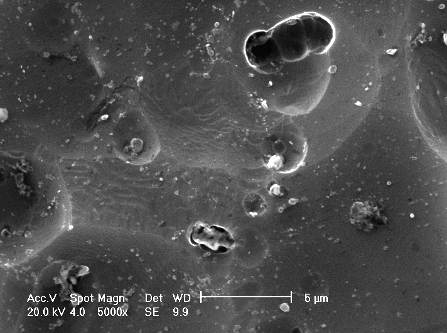 Acc.V Spot Magn Det WD 5 µm
20.0 kV 4.0 5000x SE 9.9